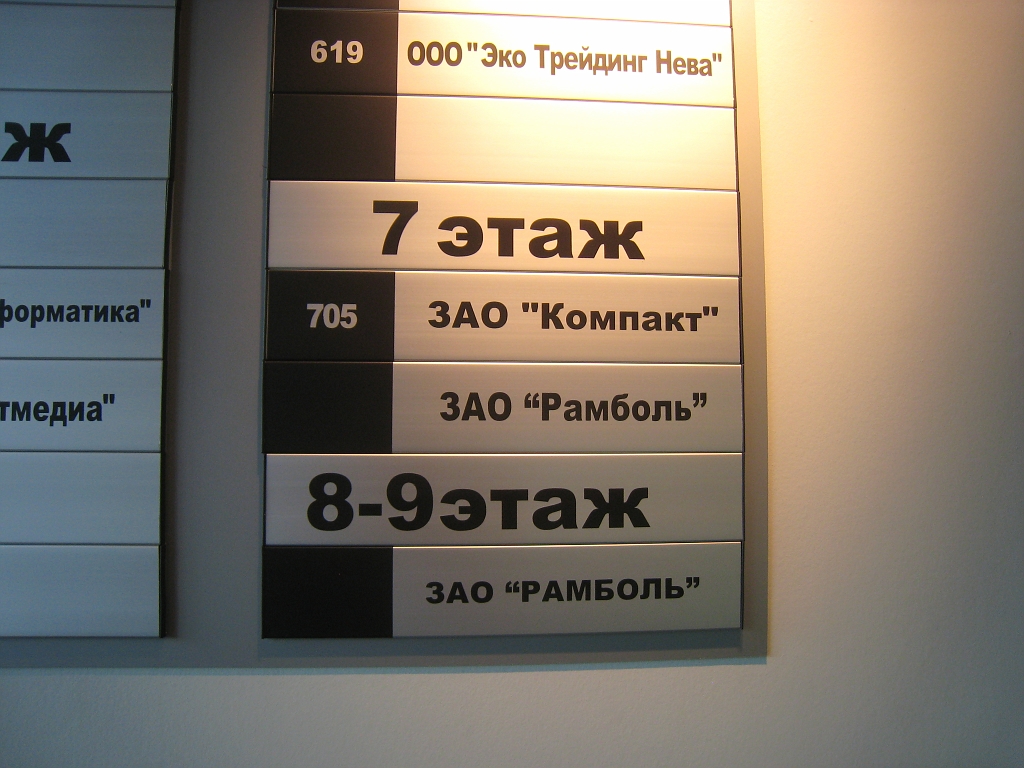 ж
форматика"
тмедиа"
619 ООО "Эко Трейдинг Нева"
7 этаж
705 ЗАО "Компакт"
ЗАО “Рамболь”
8-9этаж
ЗАО “РАМБОЛЬ”